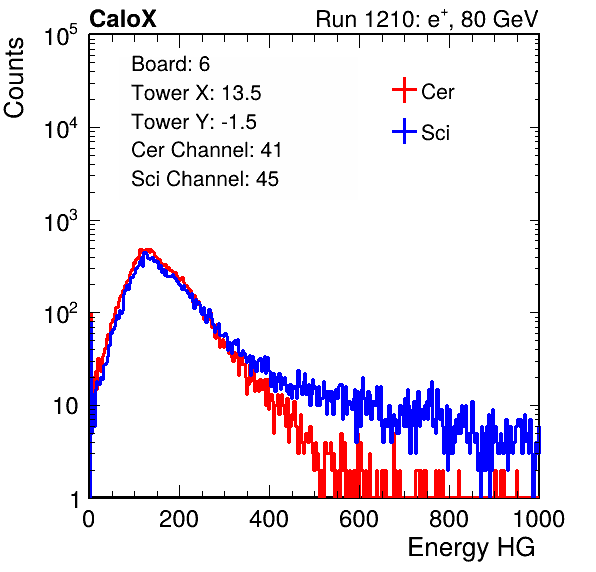 CaloX Run 1210: e⁺, 80 GeV
Counts
10⁵
10⁴
10³
10²
10
1
Board: 6
Tower X: 13.5
Tower Y: -1.5
Cer Channel: 41
Sci Channel: 45
Cer
Sci
0 200 400 600 800 1000
Energy HG